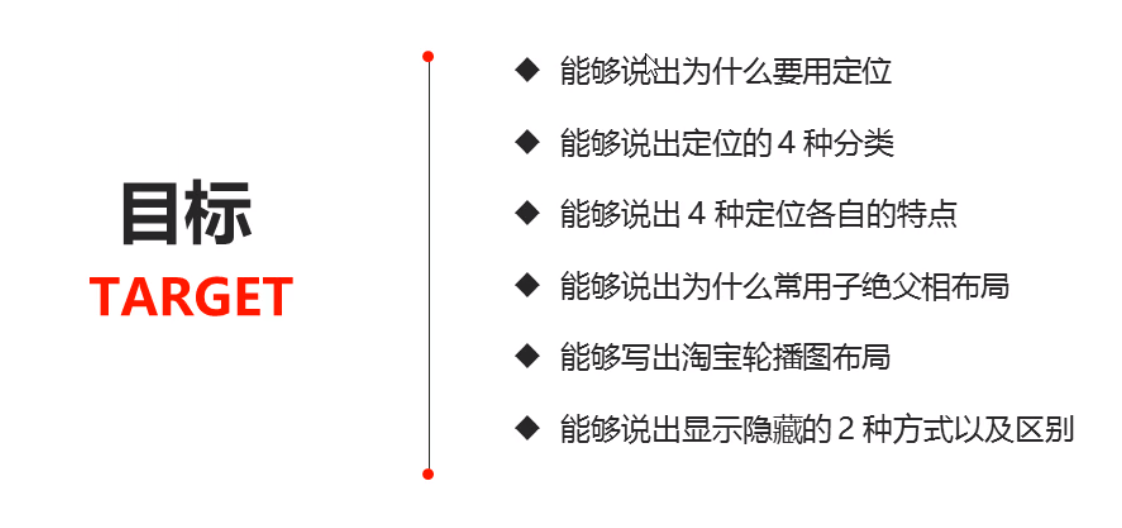 目标
TARGET
◆ 能够说出为什么要用定位
◆ 能够说出定位的4种分类
◆ 能够说出4种定位各自的特点
◆ 能够说出为什么常用子绝父相布局
◆ 能够写出淘宝轮播图布局
◆ 能够说出显示隐藏的2种方式以及区别